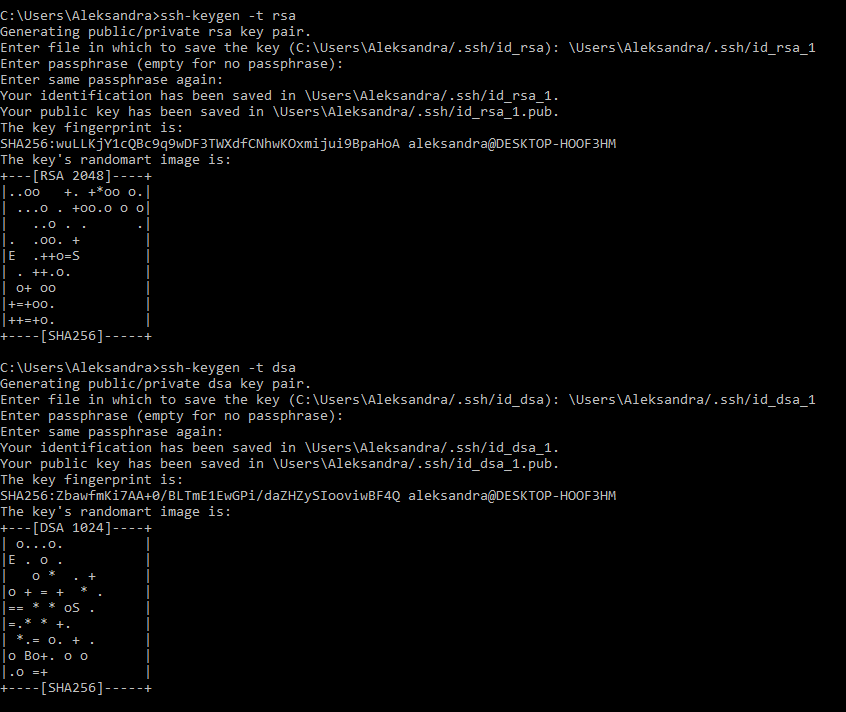 C:\Users\Aleksandra>ssh-keygen -t rsa
Generating public/private rsa key pair.
Enter file in which to save the key (C:\Users\Aleksandra/.ssh/id_rsa): \Users\Aleksandra/.ssh/id_rsa_1
Enter passphrase (empty for no passphrase):
Enter same passphrase again:
Your identification has been saved in \Users\Aleksandra/.ssh/id_rsa_1.
Your public key has been saved in \Users\Aleksandra/.ssh/id_rsa_1.pub.
The key fingerprint is:
SHA256:wuLLKjY1cQBc9q9wDF3TWXdfCNhwKOxmijui9BpaHoA aleksandra@DESKTOP-HOOF3HM
The key's randomart image is:
+---[RSA 2048]----+
|..oo   +. +*oo o.|
| ...o . +oo.o o o|
|   ..o . .      .|
|.  .oo. +        |
|E  .++o=S        |
| . ++.o.         |
| o+ oo           |
|+=+oo.           |
|++=+o.           |
+----[SHA256]-----+
C:\Users\Aleksandra>ssh-keygen -t dsa
Generating public/private dsa key pair.
Enter file in which to save the key (C:\Users\Aleksandra/.ssh/id_dsa): \Users\Aleksandra/.ssh/id_dsa_1
Enter passphrase (empty for no passphrase):
Enter same passphrase again:
Your identification has been saved in \Users\Aleksandra/.ssh/id_dsa_1.
Your public key has been saved in \Users\Aleksandra/.ssh/id_dsa_1.pub.
The key fingerprint is:
SHA256:ZbawfmKi7AA+0/BLTmE1EwGPi/daZHZySIooviwBF4Q aleksandra@DESKTOP-HOOF3HM
The key's randomart image is:
+---[DSA 1024]----+
| o...o.          |
|E . o .          |
|   o *  . +      |
|o + = +  * .     |
|== * * oS .      |
|=.* * +.         |
| *.= o. + .      |
|o Bo+. o o       |
|.o =+            |
+----[SHA256]-----+